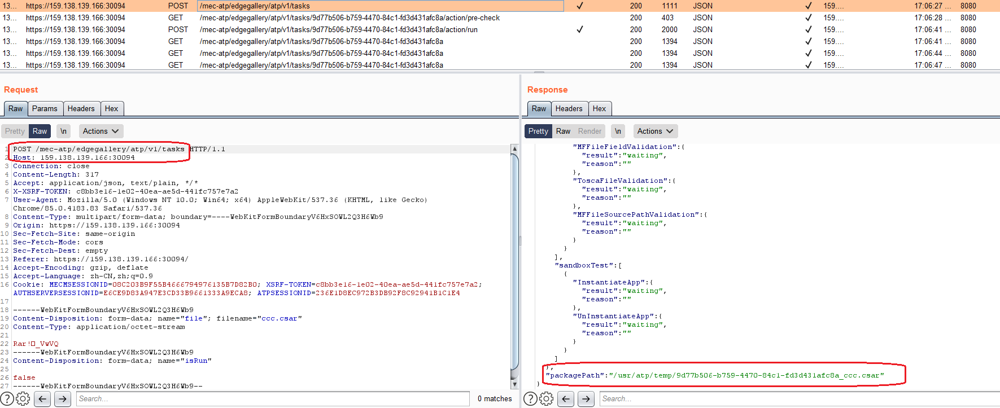 13... https://159.138.139.166:30094 POST /mec-atp/edgegallery/atp/v1/tasks ✓ 200 1111 JSON ✓ 159.... 17:06:27 ... 8080
13... https://159.138.139.166:30094 GET /mec-atp/edgegallery/atp/v1/tasks/9d77b506-b759-4470-84c1-fd3d431afc8a/action/pre-check 200 403 JSON ✓ 159.... 17:06:28 ... 8080
13... https://159.138.139.166:30094 POST /mec-atp/edgegallery/atp/v1/tasks/9d77b506-b759-4470-84c1-fd3d431afc8a/action/run ✓ 200 2000 JSON ✓ 159.... 17:06:41 ... 8080
13... https://159.138.139.166:30094 GET /mec-atp/edgegallery/atp/v1/tasks/9d77b506-b759-4470-84c1-fd3d431afc8a 200 1394 JSON ✓ 159.... 17:06:41 ... 8080
13... https://159.138.139.166:30094 GET /mec-atp/edgegallery/atp/v1/tasks/9d77b506-b759-4470-84c1-fd3d431afc8a 200 1394 JSON ✓ 159.... 17:06:44 ... 8080
13... https://159.138.139.166:30094 GET /mec-atp/edgegallery/atp/v1/tasks/9d77b506-b759-4470-84c1-fd3d431afc8a 200 1394 JSON ✓ 159.... 17:06:47 ... 8080
Request
Raw Params Headers Hex
Pretty Raw \n Actions
1 POST /mec-atp/edgegallery/atp/v1/tasks HTTP/1.1
2 Host: 159.138.139.166:30094
3 Connection: close
4 Content-Length: 317
5 Accept: application/json, text/plain, */*
6 X-XSRF-TOKEN: c8bb3e16-1e02-40ea-ae5d-441fc757e7a2
7 User-Agent: Mozilla/5.0 (Windows NT 10.0; Win64; x64) AppleWebKit/537.36 (KHTML, like Gecko)
Chrome/85.0.4183.83 Safari/537.36
8 Content-Type: multipart/form-data; boundary=----WebKitFormBoundaryV6HxSOWL2Q3H6Wb9
9 Origin: https://159.138.139.166:30094
10 Sec-Fetch-Site: same-origin
11 Sec-Fetch-Mode: cors
12 Sec-Fetch-Dest: empty
13 Referer: https://159.138.139.166:30094/
14 Accept-Encoding: gzip, deflate
15 Accept-Language: zh-CN,zh;q=0.9
16 Cookie: MECMSESSIONID=08C203B9F55B4666794976135B7D82B0; XSRF-TOKEN=c8bb3e16-1e02-40ea-ae5d-441fc757e7a2;
AUTHSERVERSESSIONID=E6CE9D83A947E3CD33B9661333A9ECA8; ATPSESSIONID=236E1D8EC972B3DB92F8C92941B1C1E4
17
18 ------WebKitFormBoundaryV6HxSOWL2Q3H6Wb9
19 Content-Disposition: form-data; name="file"; filename="ccc.csar"
20 Content-Type: application/octet-stream
21
22 Rar!□_VwVQ
23 ------WebKitFormBoundaryV6HxSOWL2Q3H6Wb9
24 Content-Disposition: form-data; name="isRun"
25
26 false
27 ------WebKitFormBoundaryV6HxSOWL2Q3H6Wb9--
Search... 0 matches
Response
Raw Headers Hex
Pretty Raw Render \n Actions
"MFFileFieldValidation":{
"result":"waiting",
"reason":""
},
"ToscaFileValidation":{
"result":"waiting",
"reason":""
},
"MFFileSourcePathValidation":{
"result":"waiting",
"reason":""
}
}
],
"sandboxTest":[
{
"InstantiateApp":{
"result":"waiting",
"reason":""
},
"UnInstantiateApp":{
"result":"waiting",
"reason":""
}
}
]
},
"packagePath":"/usr/atp/temp/9d77b506-b759-4470-84c1-fd3d431afc8a_ccc.csar"
}
Search...